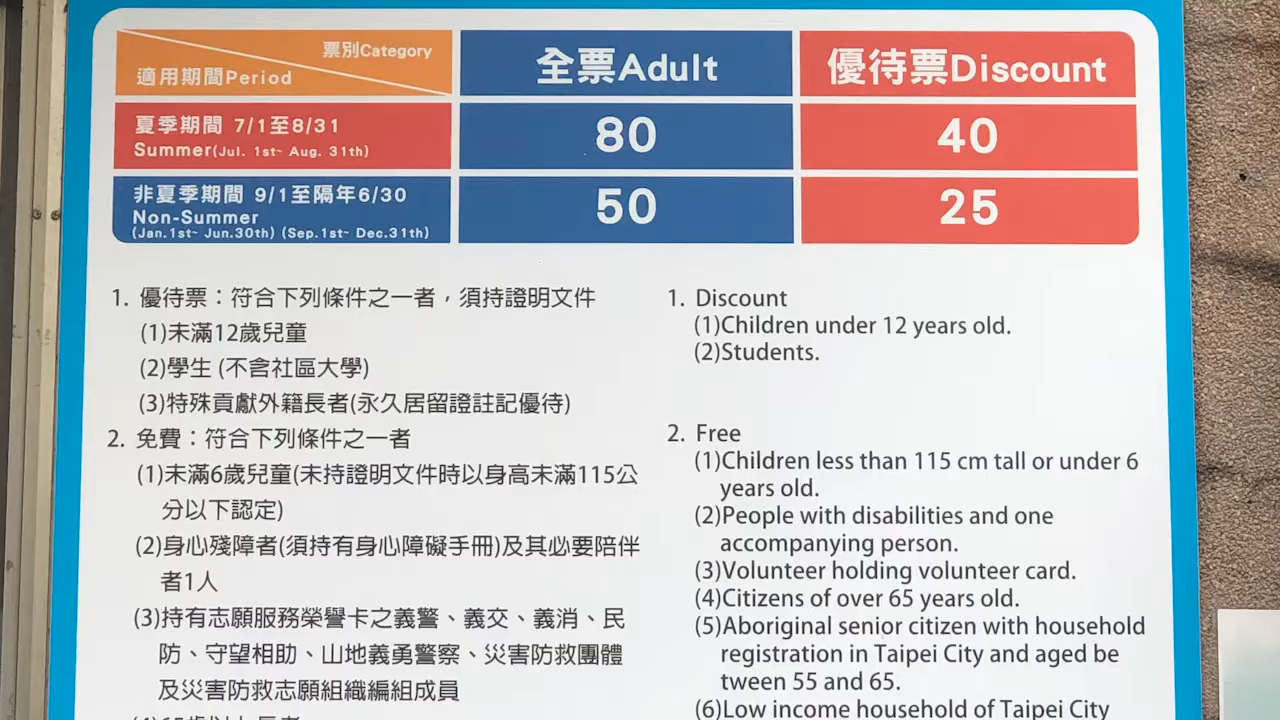 票別Category
適用期間Period
全票Adult
優待票Discount
夏季期間 7/1至8/31
Summer(Jul. 1st~ Aug. 31th)
80
40
非夏季期間 9/1至隔年6/30
Non-Summer
(Jan.1st~ Jun.30th) (Sep.1st~ Dec.31th)
50
25
1. 優待票：符合下列條件之一者，須持證明文件
(1)未滿12歲兒童
(2)學生 (不含社區大學)
(3)特殊貢獻外籍長者(永久居留證註記優待)
2. 免費：符合下列條件之一者
(1)未滿6歲兒童(未持證明文件時以身高未滿115公
分以下認定)
(2)身心殘障者(須持有身心障礙手冊)及其必要陪伴
者1人
(3)持有志願服務榮譽卡之義警、義交、義消、民
防、守望相助、山地義勇警察、災害防救團體
及災害防救志願組織編組成員
(4)65歲以上長者
1. Discount
(1)Children under 12 years old.
(2)Students.
2. Free
(1)Children less than 115 cm tall or under 6
years old.
(2)People with disabilities and one
accompanying person.
(3)Volunteer holding volunteer card.
(4)Citizens of over 65 years old.
(5)Aboriginal senior citizen with household
registration in Taipei City and aged be
tween 55 and 65.
(6)Low income household of Taipei City